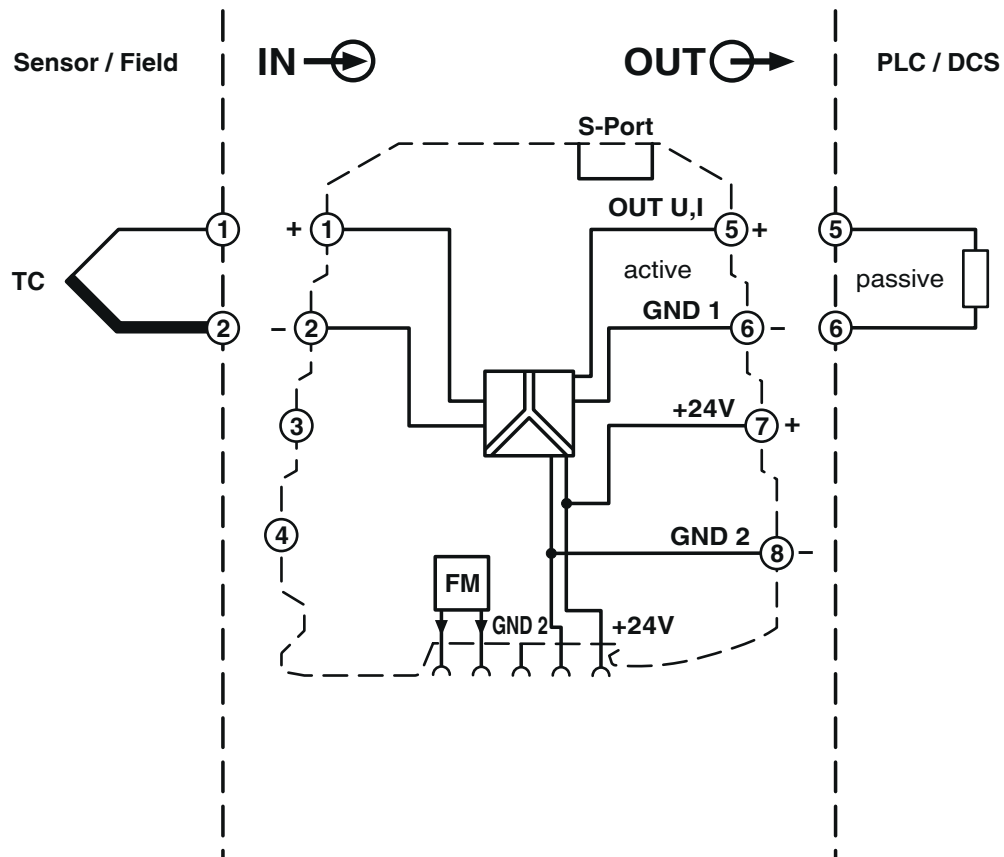 Sensor / Field
IN
OUT
PLC / DCS
S-Port
OUT U,I
1
+ 1
5 +
5
TC
active
passive
GND 1
2
– 2
6 –
6
+24V
3
7 +
GND 2
4
8 –
FM
GND 2
+24V